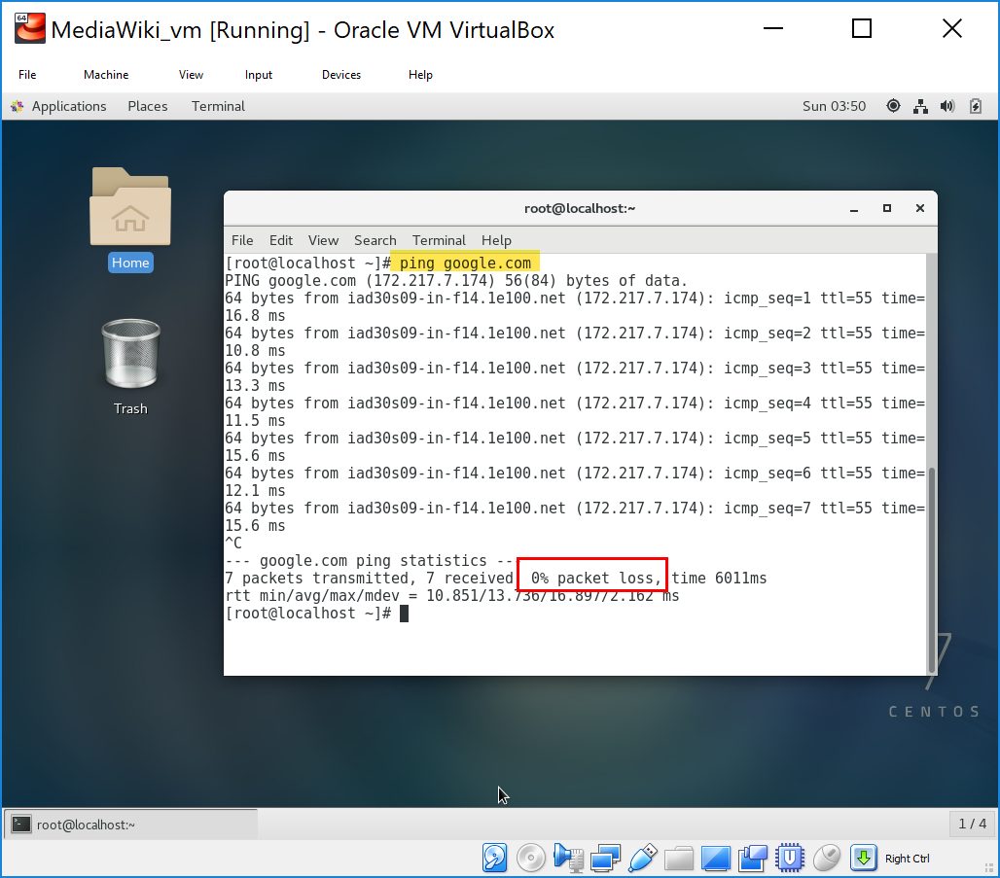 64
MediaWiki_vm [Running] - Oracle VM VirtualBox
File Machine View Input Devices Help
Applications Places Terminal Sun 03:50
Home
Trash
root@localhost:~
File Edit View Search Terminal Help
[root@localhost ~]# ping google.com
PING google.com (172.217.7.174) 56(84) bytes of data.
64 bytes from iad30s09-in-f14.1e100.net (172.217.7.174): icmp_seq=1 ttl=55 time=
16.8 ms
64 bytes from iad30s09-in-f14.1e100.net (172.217.7.174): icmp_seq=2 ttl=55 time=
10.8 ms
64 bytes from iad30s09-in-f14.1e100.net (172.217.7.174): icmp_seq=3 ttl=55 time=
13.3 ms
64 bytes from iad30s09-in-f14.1e100.net (172.217.7.174): icmp_seq=4 ttl=55 time=
11.5 ms
64 bytes from iad30s09-in-f14.1e100.net (172.217.7.174): icmp_seq=5 ttl=55 time=
15.6 ms
64 bytes from iad30s09-in-f14.1e100.net (172.217.7.174): icmp_seq=6 ttl=55 time=
12.1 ms
64 bytes from iad30s09-in-f14.1e100.net (172.217.7.174): icmp_seq=7 ttl=55 time=
15.6 ms
^C
--- google.com ping statistics --
7 packets transmitted, 7 received 0% packet loss, time 6011ms
rtt min/avg/max/mdev = 10.851/13.736/16.897/2.162 ms
[root@localhost ~]#
7
CENTOS
root@localhost:~ 1 / 4
Right Ctrl